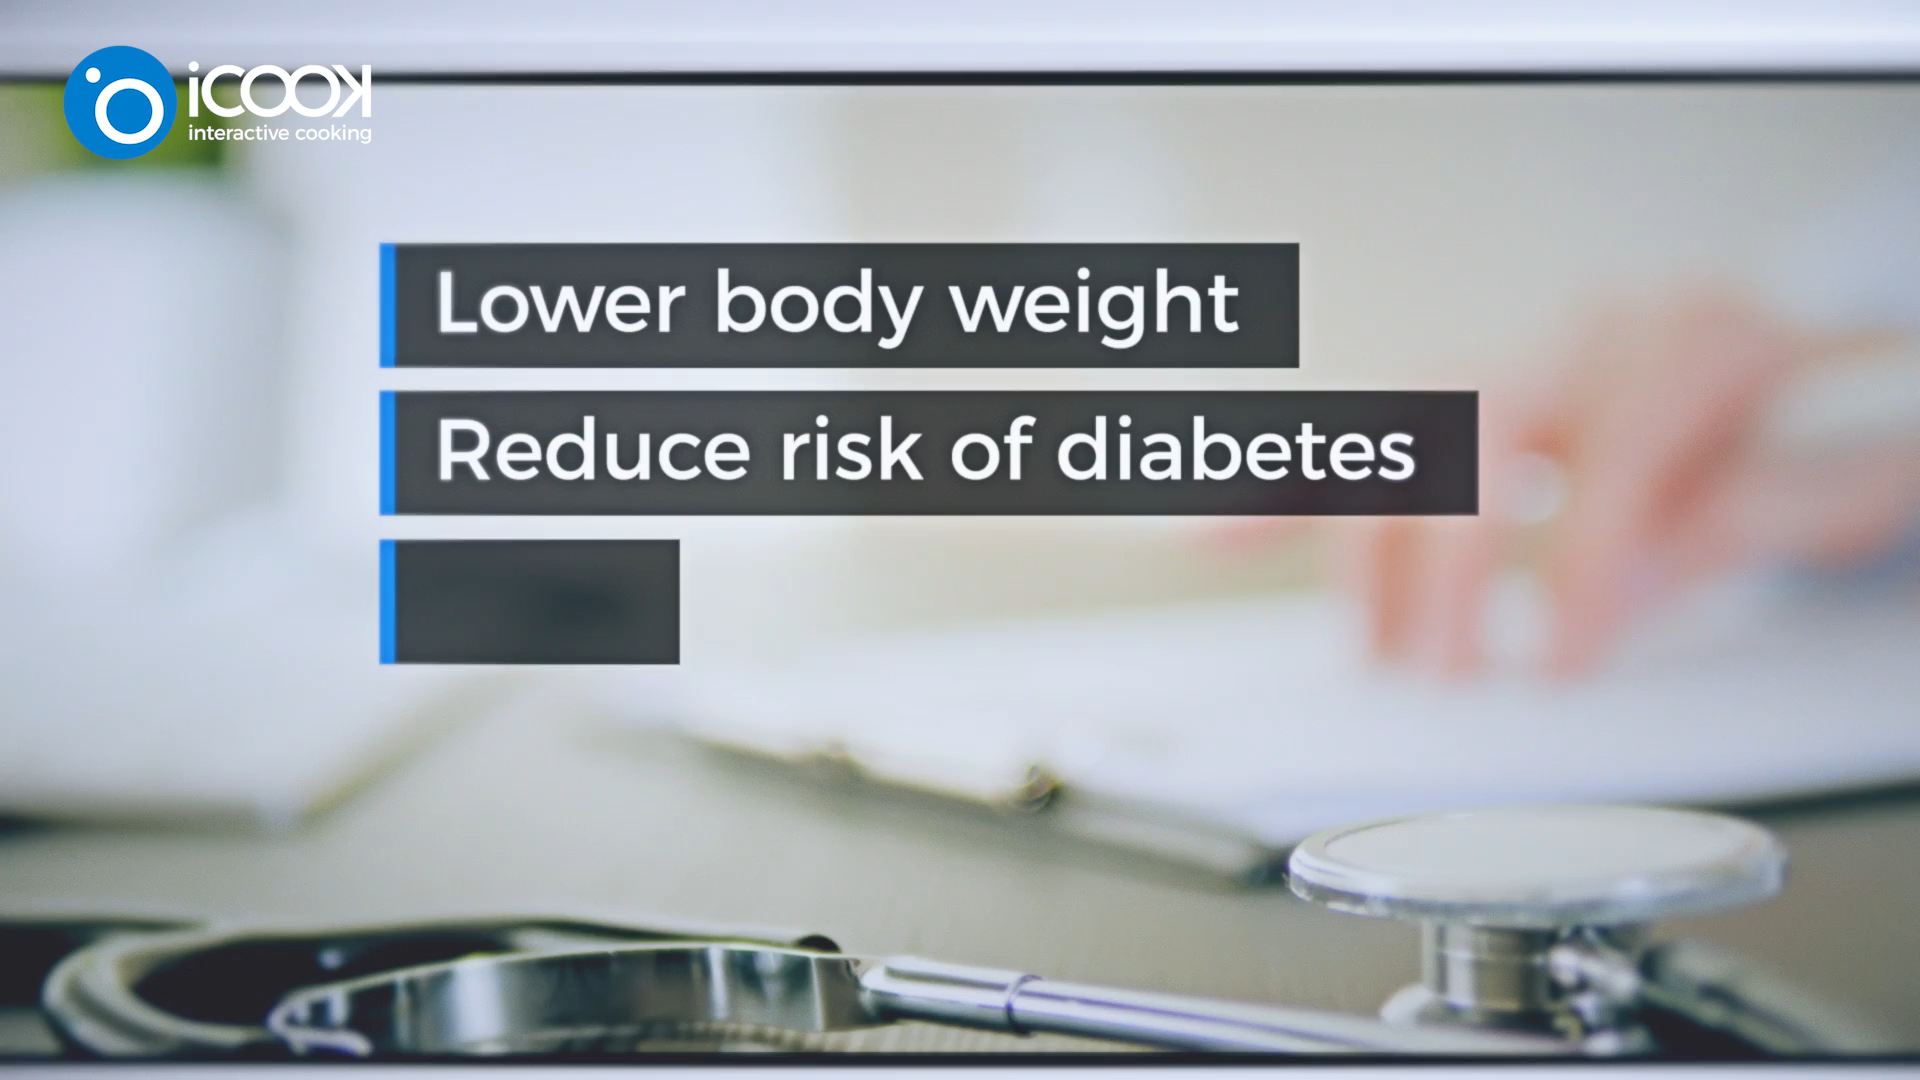 iCOOK
interactive cooking
Lower body weight
Reduce risk of diabetes